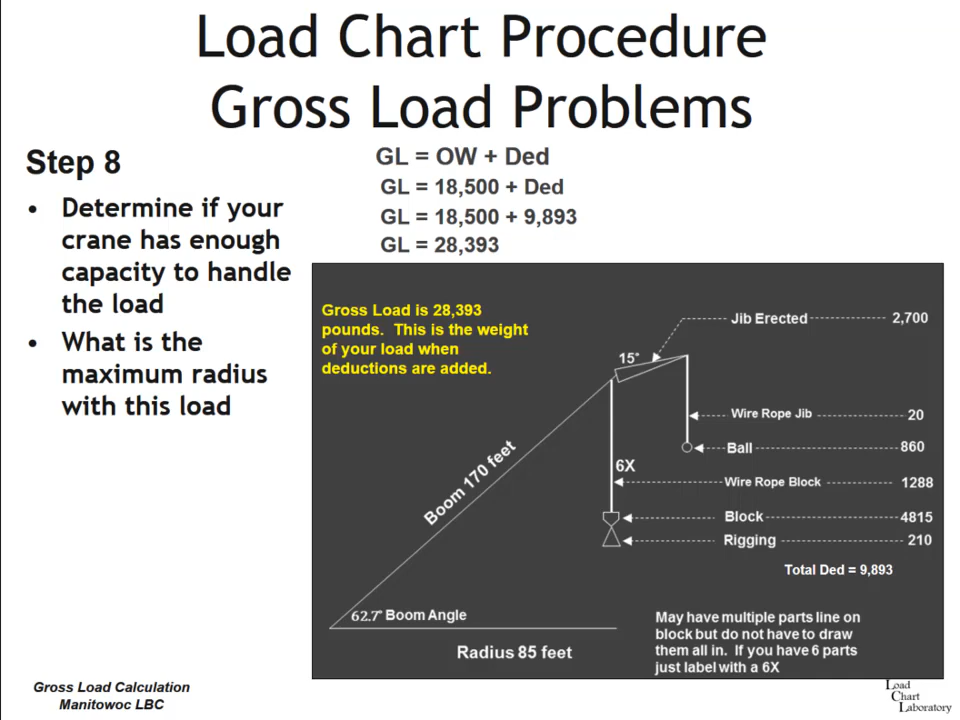 Load Chart Procedure
Gross Load Problems
Step 8
• Determine if your
crane has enough
capacity to handle
the load
• What is the
maximum radius
with this load
GL = OW + Ded
GL = 18,500 + Ded
GL = 18,500 + 9,893
GL = 28,393
Gross Load is 28,393
pounds. This is the weight
of your load when
deductions are added.
Jib Erected 2,700
15°
Wire Rope Jib 20
Ball 860
6X
Wire Rope Block 1288
Block 4815
Rigging 210
Total Ded = 9,893
Boom 170 feet
62.7° Boom Angle
Radius 85 feet
May have multiple parts line on
block but do not have to draw
them all in. If you have 6 parts
just label with a 6X
Gross Load Calculation
Manitowoc LBC
Load
Chart
Laboratory